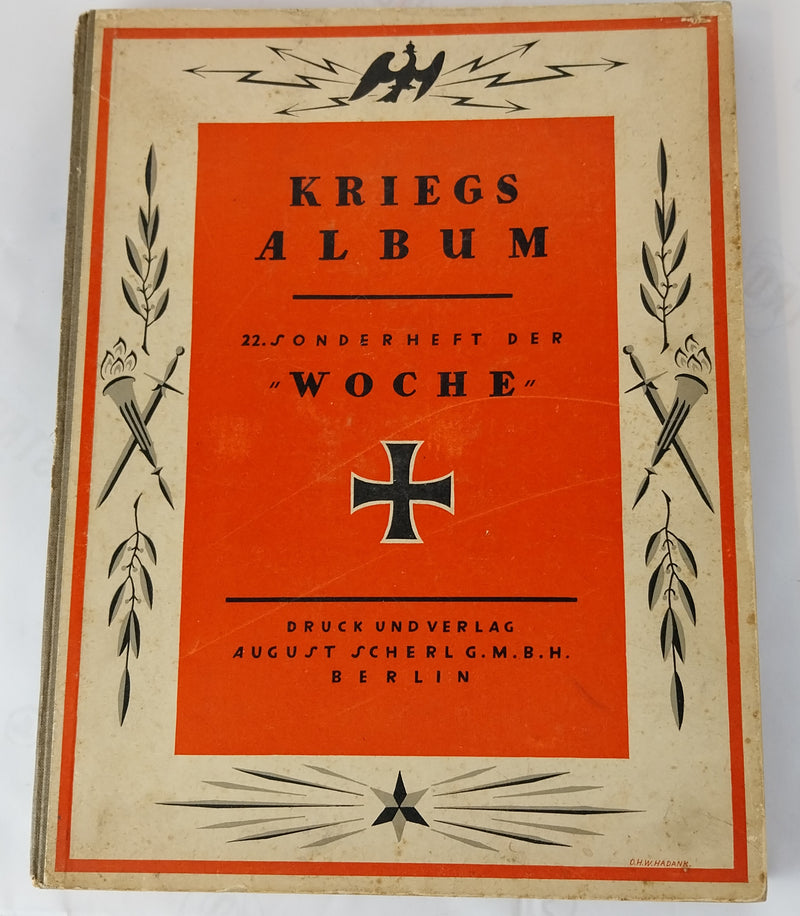 KRIEGS
ALBUM
22. SONDERHEFT DER
"WOCHE"
DRUCK UND VERLAG
AUGUST SCHERL G.M.B.H.
BERLIN
O.H.W.HADANK.